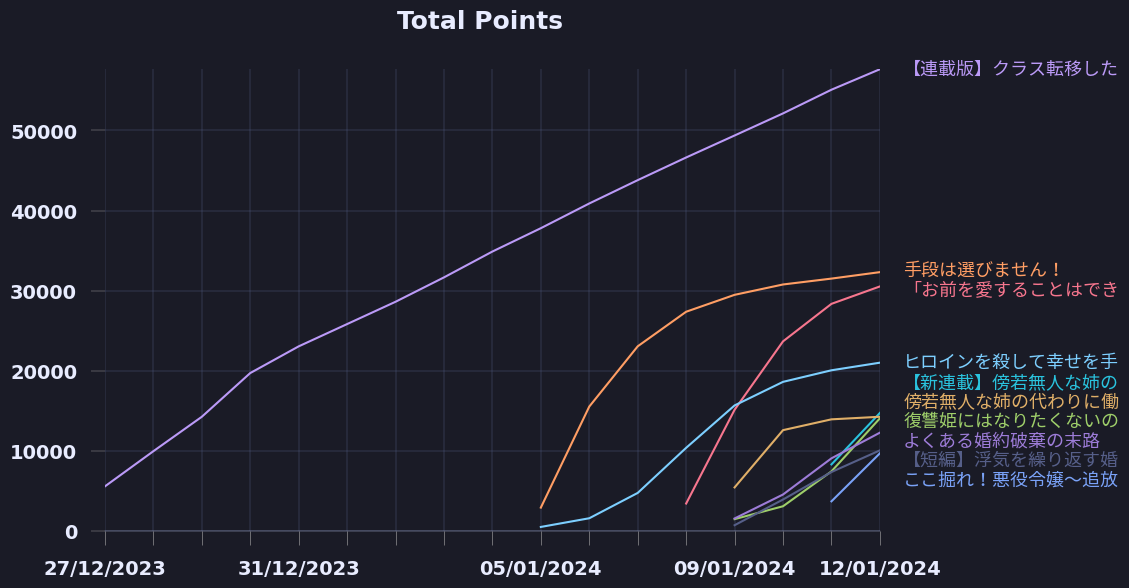 Total Points
50000
40000
30000
20000
10000
0
27/12/2023
31/12/2023
05/01/2024
09/01/2024
12/01/2024
【連載版】クラス転移した
手段は選びません！
「お前を愛することはでき
ヒロインを殺して幸せを手
【新連載】傍若無人な姉の
傍若無人な姉の代わりに働
復讐姫にはなりたくないの
よくある婚約破棄の末路
【短編】浮気を繰り返す婚
ここ掘れ！悪役令嬢～追放